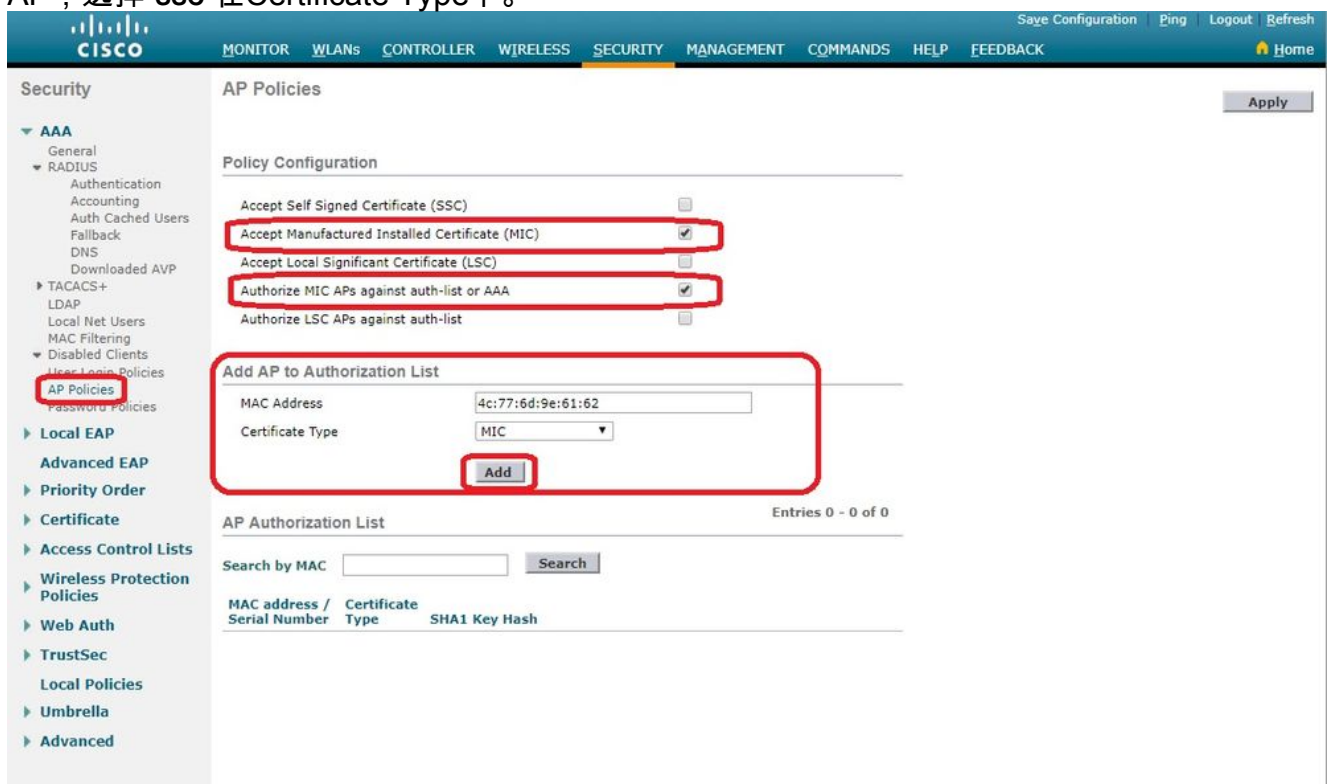 AP，選擇 ssc 在Certificate Type下。
Save Configuration Ping Logout Refresh
CISCO MONITOR WLANs CONTROLLER WIRELESS SECURITY MANAGEMENT COMMANDS HELP FEEDBACK Home
Security
AAA
General
RADIUS
Authentication
Accounting
Auth Cached Users
Fallback
DNS
Downloaded AVP
TACACS+
LDAP
Local Net Users
MAC Filtering
Disabled Clients
User Login Policies
AP Policies
Password Policies
Local EAP
Advanced EAP
Priority Order
Certificate
Access Control Lists
Wireless Protection
Policies
Web Auth
TrustSec
Local Policies
Umbrella
Advanced
AP Policies
Apply
Policy Configuration
Accept Self Signed Certificate (SSC)
Accept Manufactured Installed Certificate (MIC)
Accept Local Significant Certificate (LSC)
Authorize MIC APs against auth-list or AAA
Authorize LSC APs against auth-list
Add AP to Authorization List
MAC Address 4c:77:6d:9e:61:62
Certificate Type MIC
Add
AP Authorization List Entries 0 - 0 of 0
Search by MAC Search
MAC address / Certificate
Serial Number Type SHA1 Key Hash